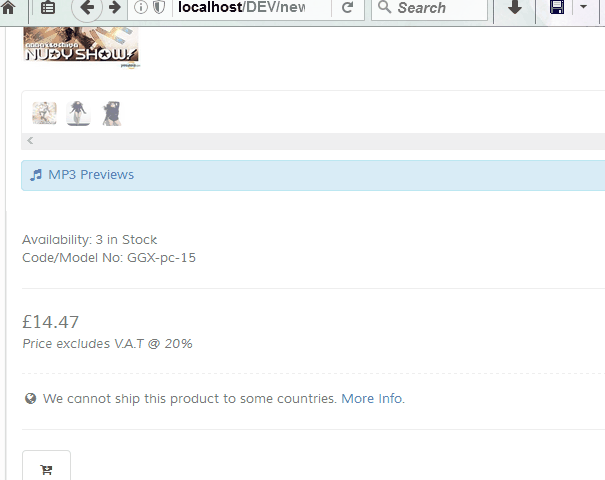 localhost/DEV/new
Search
NUDY SHOW!
MP3 Previews
Availability: 3 in Stock
Code/Model No: GGX-pc-15
£14.47
Price excludes V.A.T @ 20%
We cannot ship this product to some countries. More Info.